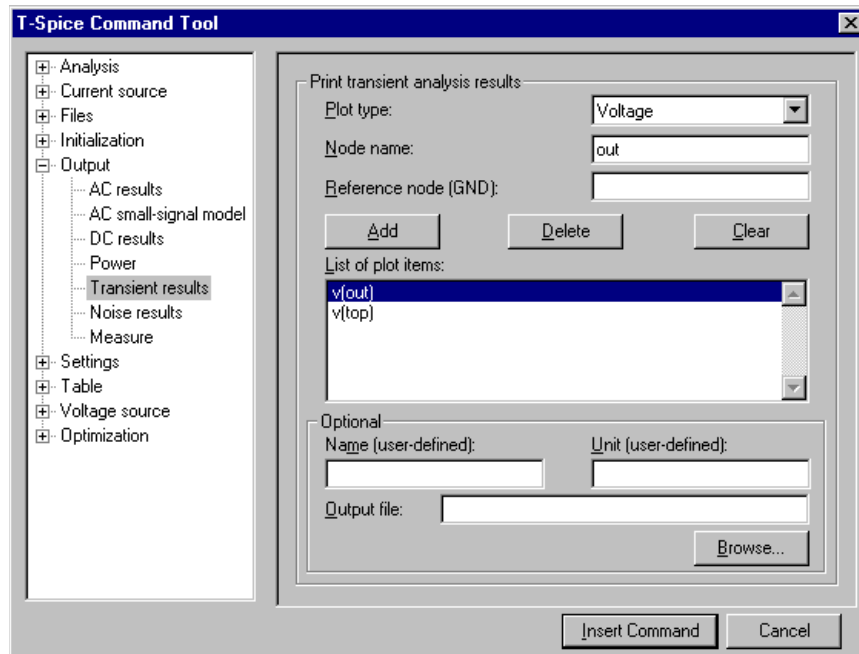 T-Spice Command Tool
Analysis
Current source
Files
Initialization
Output
AC results
AC small-signal model
DC results
Power
Transient results
Noise results
Measure
Settings
Table
Voltage source
Optimization
Print transient analysis results
Plot type: Voltage
Node name: out
Reference node (GND):
Add Delete Clear
List of plot items:
v(out)
v(top)
Optional
Name (user-defined): Unit (user-defined):
Output file:
Browse...
Insert Command Cancel